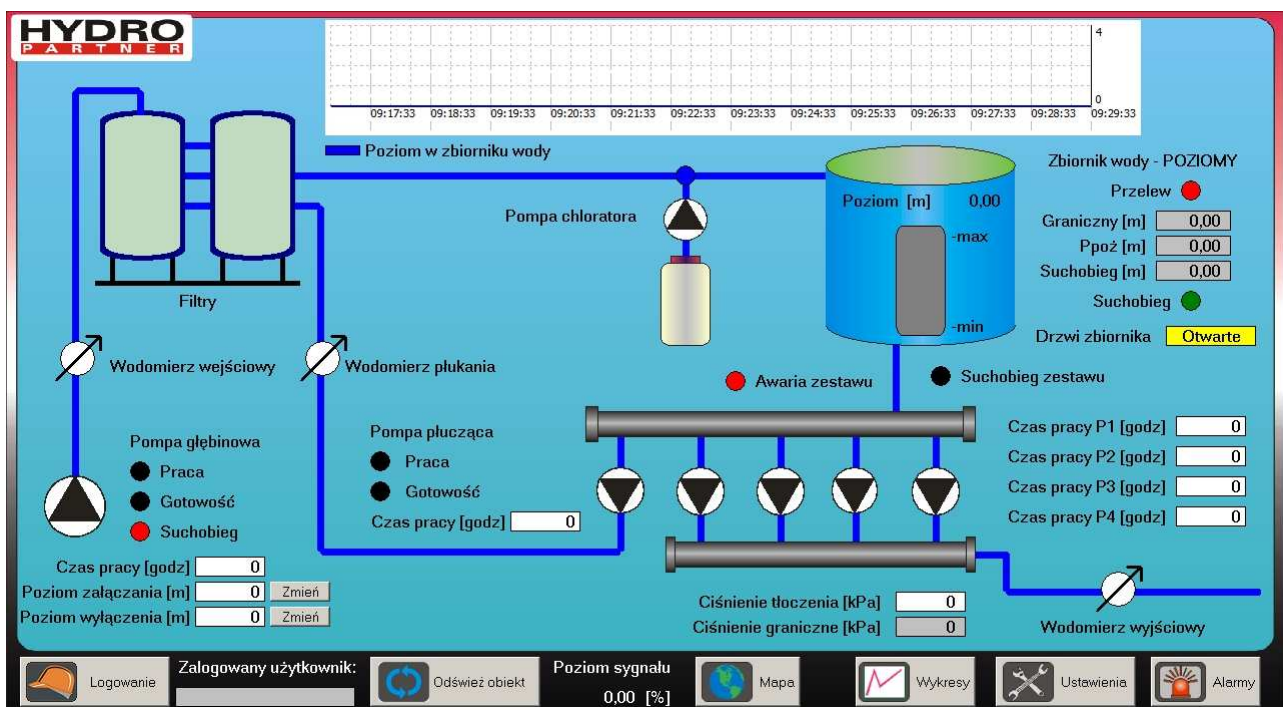 HYDRO
PARTNER
4
0
09:17:33 09:18:33 09:19:33 09:20:33 09:21:33 09:22:33 09:23:33 09:24:33 09:25:33 09:26:33 09:27:33 09:28:33 09:29:33
Poziom w zbiorniku wody
Zbiornik wody - POZIOMY
Przelew
Poziom [m] 0,00
-max
-min
Graniczny [m] 0,00
Ppoż [m] 0,00
Suchobieg [m] 0,00
Suchobieg
Drzwi zbiornika Otwarte
Pompa chloratora
Filtry
Wodomierz wejściowy
Wodomierz płukania
Awaria zestawu
Suchobieg zestawu
Pompa głębinowa
Praca
Gotowość
Suchobieg
Czas pracy [godz] 0
Poziom załączania [m] 0 Zmień
Poziom wyłączenia [m] 0 Zmień
Pompa płucząca
Praca
Gotowość
Czas pracy [godz] 0
Czas pracy P1 [godz] 0
Czas pracy P2 [godz] 0
Czas pracy P3 [godz] 0
Czas pracy P4 [godz] 0
Ciśnienie tłoczenia [kPa] 0
Ciśnienie graniczne [kPa] 0
Wodomierz wyjściowy
Logowanie
Zalogowany użytkownik:
Odśwież obiekt
Poziom sygnału
0,00 [%]
Mapa
Wykresy
Ustawienia
Alarmy